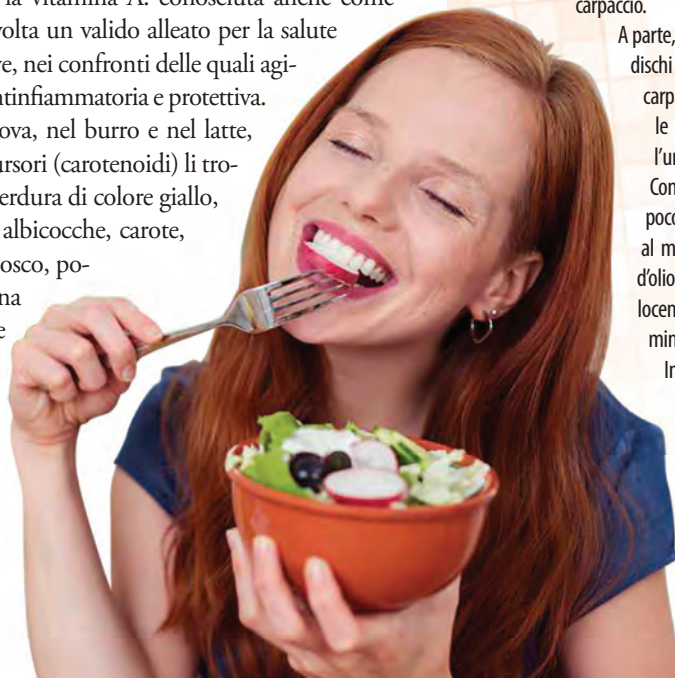 la vitamina A: conosciuta anche come
volta un valido alleato per la salute
ve, nei confronti delle quali agi-
ntinfiammatoria e protettiva.
ova, nel burro e nel latte,
ursori (carotenoidi) li tro-
erdura di colore giallo,
albicocche, carote,
osco, po-
na
e
carpaccio.
A parte,
dischi
carp
le
l'ur
Con
poco
al m
d'olio
locen
min
In